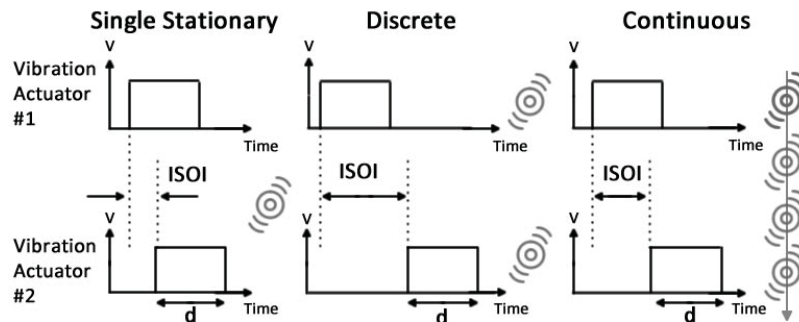 Single Stationary
Discrete
Continuous
V
V
V
Vibration
Actuator
#1
Time
Time
Time
ISOI
ISOI
ISOI
V
V
V
Vibration
Actuator
#2
Time
Time
Time
d
d
d